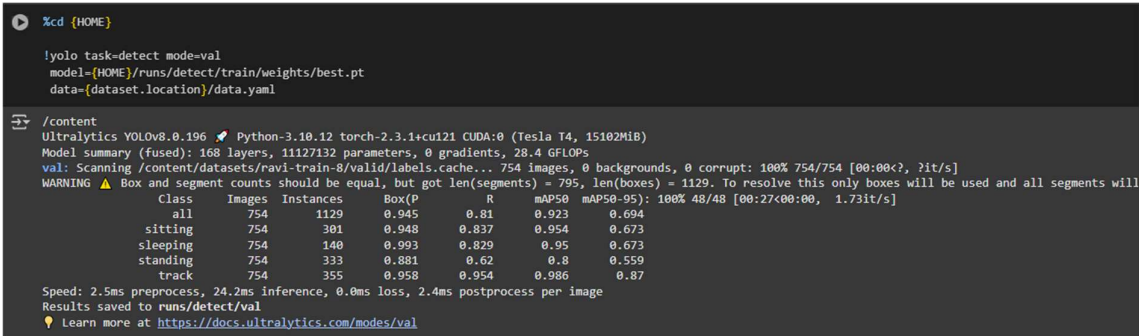 %cd {HOME}
!yolo task=detect mode=val
model={HOME}/runs/detect/train/weights/best.pt
data={dataset.location}/data.yaml
/content
Ultralytics YOLOv8.0.196 🚀 Python-3.10.12 torch-2.3.1+cu121 CUDA:0 (Tesla T4, 15102MiB)
Model summary (fused): 168 layers, 11127132 parameters, 0 gradients, 28.4 GFLOPs
val: Scanning /content/datasets/ravi-train-8/valid/labels.cache... 754 images, 0 backgrounds, 0 corrupt: 100% 754/754 [00:00<?, ?it/s]
WARNING ⚠️ Box and segment counts should be equal, but got len(segments) = 795, len(boxes) = 1129. To resolve this only boxes will be used and all segments will
Class Images Instances Box(P R mAP50 mAP50-95): 100% 48/48 [00:27<00:00, 1.73it/s]
all 754 1129 0.945 0.81 0.923 0.694
sitting 754 301 0.948 0.837 0.954 0.673
sleeping 754 140 0.993 0.829 0.95 0.673
standing 754 333 0.881 0.62 0.8 0.559
track 754 355 0.958 0.954 0.986 0.87
Speed: 2.5ms preprocess, 24.2ms inference, 0.0ms loss, 2.4ms postprocess per image
Results saved to runs/detect/val
💡 Learn more at https://docs.ultralytics.com/modes/val